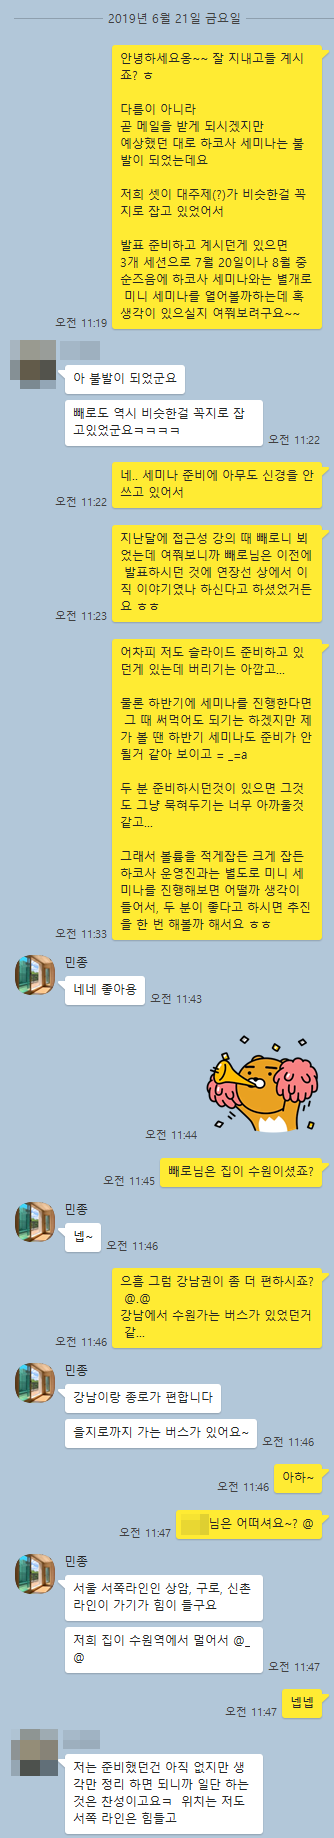 2019년 6월 21일 금요일
안녕하세요옹~~ 잘 지내고들 계시
죠? ㅎ
다름이 아니라
곧 메일을 받게 되시겠지만
예상했던 대로 하코사 세미나는 불
발이 되었는데요
저희 셋이 대주제(?)가 비슷한걸 꼭
지로 잡고 있었어서
발표 준비하고 계시던게 있으면
3개 세션으로 7월 20일이나 8월 중
순즈음에 하코사 세미나와는 별개로
미니 세미나를 열어볼까하는데 혹
생각이 있으실지 여쭤보려구요~~
오전 11:19
아 불발이 되었군요
빼로도 역시 비슷한걸 꼭지로 잡
고있었군요ㅋㅋㅋㅋ
오전 11:22
네.. 세미나 준비에 아무도 신경을 안
쓰고 있어서
오전 11:22
지난달에 접근성 강의 때 빼로니 뵈
었는데 여쭤보니까 빼로님은 이전에
발표하시던 것에 연장선 상에서 이
직 이야기였나 하신다고 하셨었거든
요 ㅎㅎ
오전 11:23
어차피 저도 슬라이드 준비하고 있
던게 있는데 버리기는 아깝고...
물론 하반기에 세미나를 진행한다면
그 때 써먹어도 되기는 하겠지만 제
가 볼 땐 하반기 세미나도 준비가 안
될거 같아 보이고 = _=a
두 분 준비하시던것이 있으면 그것
도 그냥 묵혀두기는 너무 아까울것
같고...
그래서 볼륨을 적게잡든 크게 잡든
하코사 운영진과는 별도로 미니 세
미나를 진행해보면 어떨까 생각이
들어서, 두 분이 좋다고 하시면 추진
을 한 번 해볼까 해서요 ㅎㅎ
오전 11:33
민종
네네 좋아용
오전 11:43
오전 11:44
빼로님은 집이 수원이셨죠?
오전 11:45
민종
넵~
오전 11:46
으흠 그럼 강남권이 좀 더 편하시죠?
@.@
강남에서 수원가는 버스가 있었던거
같...
오전 11:46
민종
강남이랑 종로가 편합니다
을지로까지 가는 버스가 있어요~
오전 11:46
아하~
오전 11:46
님은 어떠셔요~? @
오전 11:47
민종
서울 서쪽라인인 상암, 구로, 신촌
라인이 가기가 힘이 들구요
저희 집이 수원역에서 멀어서 @_
@
오전 11:47
넵넵
오전 11:47
저는 준비했던건 아직 없지만 생
각만 정리 하면 되니까 일단 하는
것은 찬성이고요ㅋ 위치는 저도
서쪽 라인은 힘들고